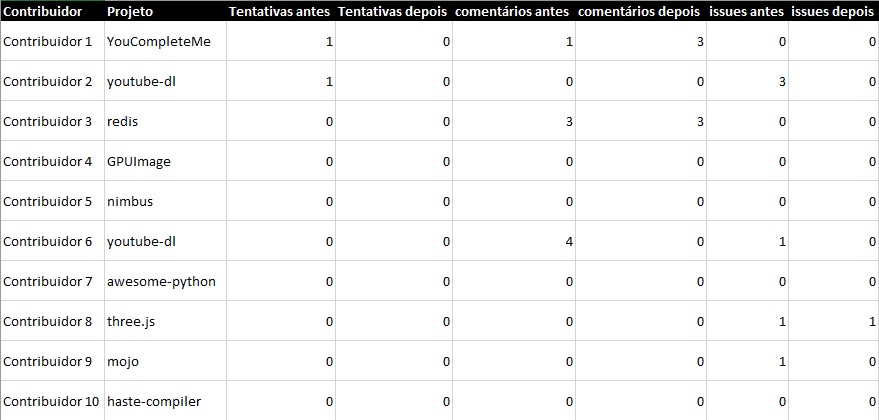 Contribuidor Projeto Tentativas antes Tentativas depois comentários antes comentários depois issues antes issues depois
Contribuidor 1 YouCompleteMe 1 0 1 3 0 0
Contribuidor 2 youtube-dl 1 0 0 0 3 0
Contribuidor 3 redis 0 0 3 3 0 0
Contribuidor 4 GPUImage 0 0 0 0 0 0
Contribuidor 5 nimbus 0 0 0 0 0 0
Contribuidor 6 youtube-dl 0 0 4 0 1 0
Contribuidor 7 awesome-python 0 0 0 0 0 0
Contribuidor 8 three.js 0 0 0 0 1 1
Contribuidor 9 mojo 0 0 0 0 1 0
Contribuidor 10 haste-compiler 0 0 0 0 0 0